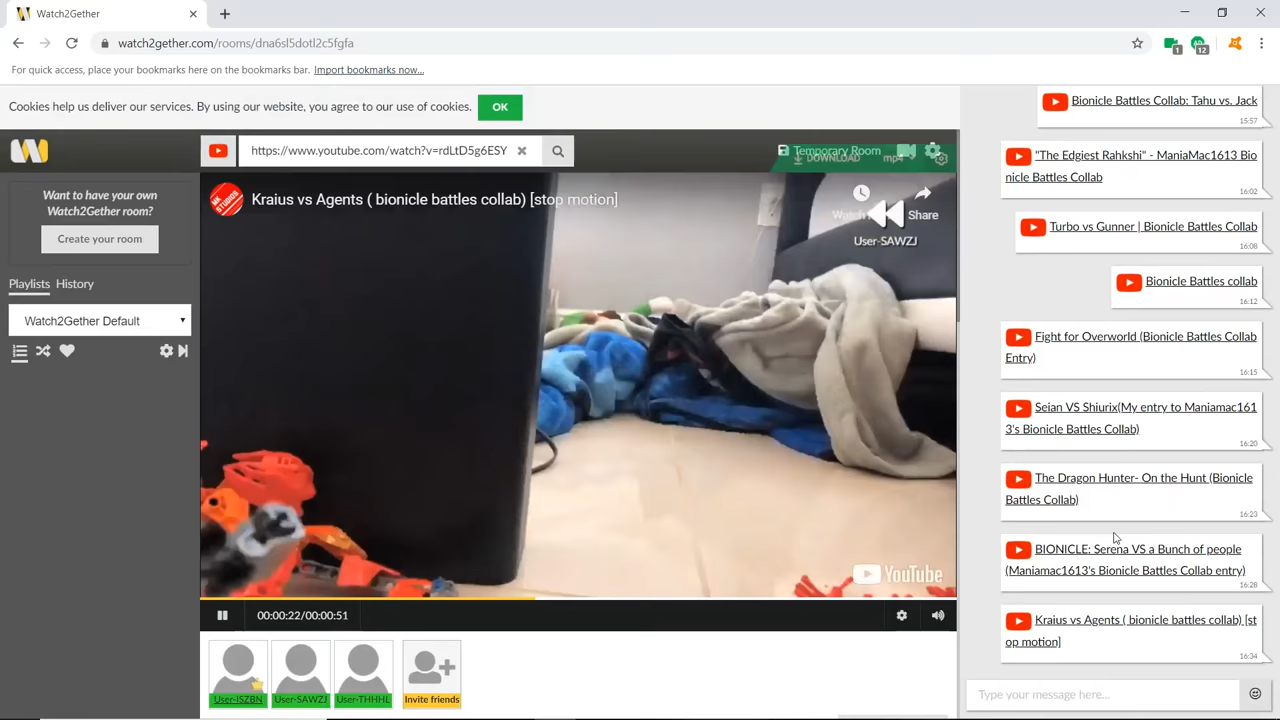 Watch2Gether
watch2gether.com/rooms/dna6sl5dotl2c5fgfa
1
12
For quick access, place your bookmarks here on the bookmarks bar. Import bookmarks now...
Cookies help us deliver our services. By using our website, you agree to our use of cookies.
OK
https://www.youtube.com/watch?v=rdLtD5g6ESY
Temporary Room
DOWNLOAD mp4
Want to have your own
Watch2Gether room?
Create your room
Playlists
History
Watch2Gether Default
MK
STUDIOS
Kraius vs Agents ( bionicle battles collab) [stop motion]
Watch
Share
User-SAWZJ
YouTube
00:00:22/00:00:51
User-ISZBN
User-SAWZJ
User-THHHL
Invite friends
Bionicle Battles Collab: Tahu vs. Jack
15:57
"The Edgiest Rahkshi" - ManiaMac1613 Bio
nicle Battles Collab
16:02
Turbo vs Gunner | Bionicle Battles Collab
16:08
Bionicle Battles collab
16:12
Fight for Overworld (Bionicle Battles Collab
Entry)
16:15
Seian VS Shiurix(My entry to Maniamac161
3's Bionicle Battles Collab)
16:20
The Dragon Hunter- On the Hunt (Bionicle
Battles Collab)
16:23
BIONICLE: Serena VS a Bunch of people
(Maniamac1613's Bionicle Battles Collab entry)
16:28
Kraius vs Agents ( bionicle battles collab) [st
op motion]
16:34
Type your message here...